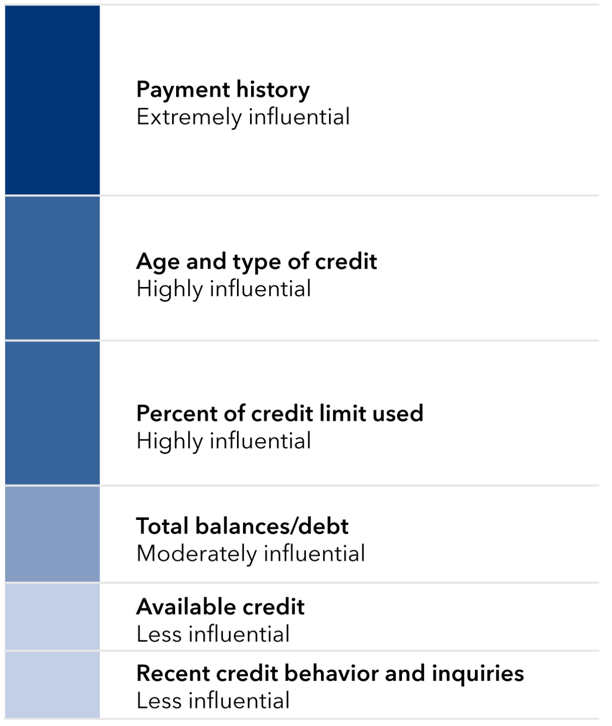 Payment history
Extremely influential
Age and type of credit
Highly influential
Percent of credit limit used
Highly influential
Total balances/debt
Moderately influential
Available credit
Less influential
Recent credit behavior and inquiries
Less influential